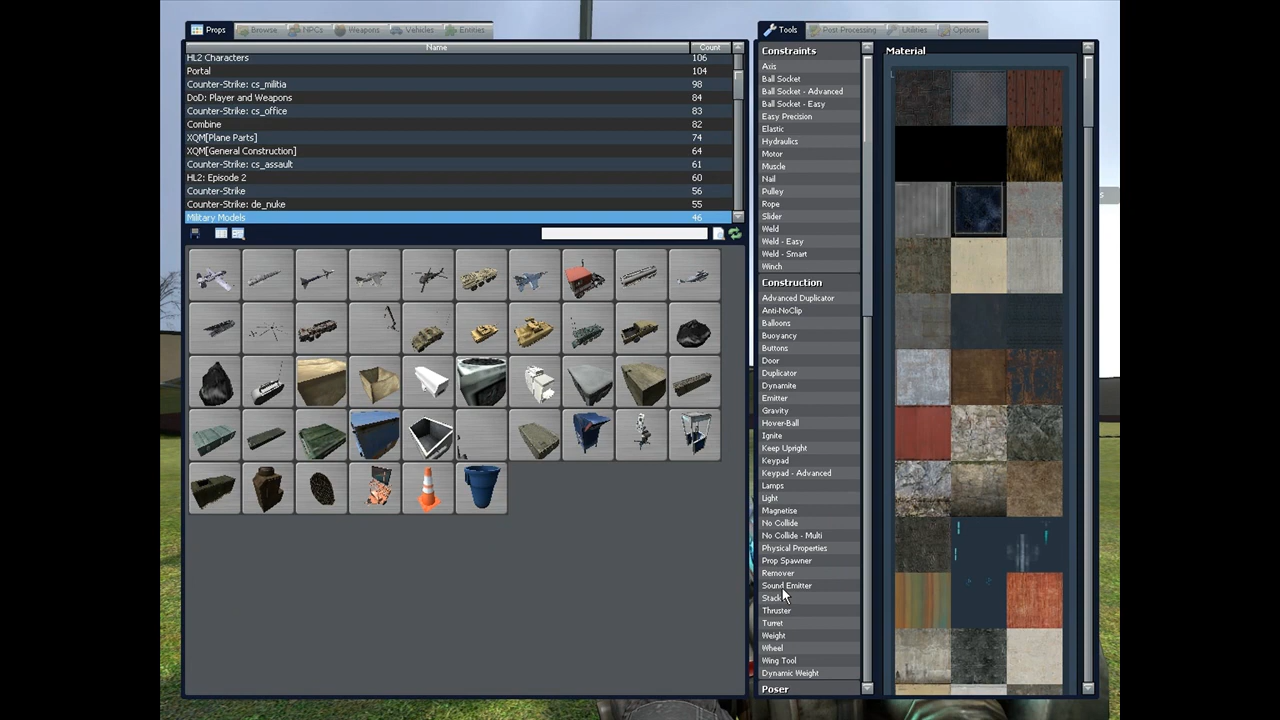 Props Browse NPCs Weapons Vehicles Entities
Name Count
HL2 Characters 106
Portal 104
Counter-Strike: cs_militia 98
DoD: Player and Weapons 84
Counter-Strike: cs_office 83
Combine 82
XQM[Plane Parts] 74
XQM[General Construction] 64
Counter-Strike: cs_assault 61
HL2: Episode 2 60
Counter-Strike 56
Counter-Strike: de_nuke 55
Military Models 46
Tools Post Processing Utilities Options
Constraints
Axis
Ball Socket
Ball Socket - Advanced
Ball Socket - Easy
Easy Precision
Elastic
Hydraulics
Motor
Muscle
Nail
Pulley
Rope
Slider
Weld
Weld - Easy
Weld - Smart
Winch
Construction
Advanced Duplicator
Anti-NoClip
Balloons
Buoyancy
Buttons
Door
Duplicator
Dynamite
Emitter
Gravity
Hover-Ball
Ignite
Keep Upright
Keypad
Keypad - Advanced
Lamps
Light
Magnetise
No Collide
No Collide - Multi
Physical Properties
Prop Spawner
Remover
Sound Emitter
Stack
Thruster
Turret
Weight
Wheel
Wing Tool
Dynamic Weight
Poser
Material